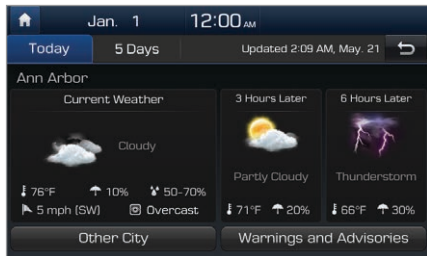 Jan. 1 12:00 AM
Today 5 Days Updated 2:09 AM, May. 21
Ann Arbor
Current Weather
Cloudy
76°F 10% 50-70%
5 mph (SW) Overcast
3 Hours Later
Partly Cloudy
71°F 20%
6 Hours Later
Thunderstorm
66°F 30%
Other City Warnings and Advisories